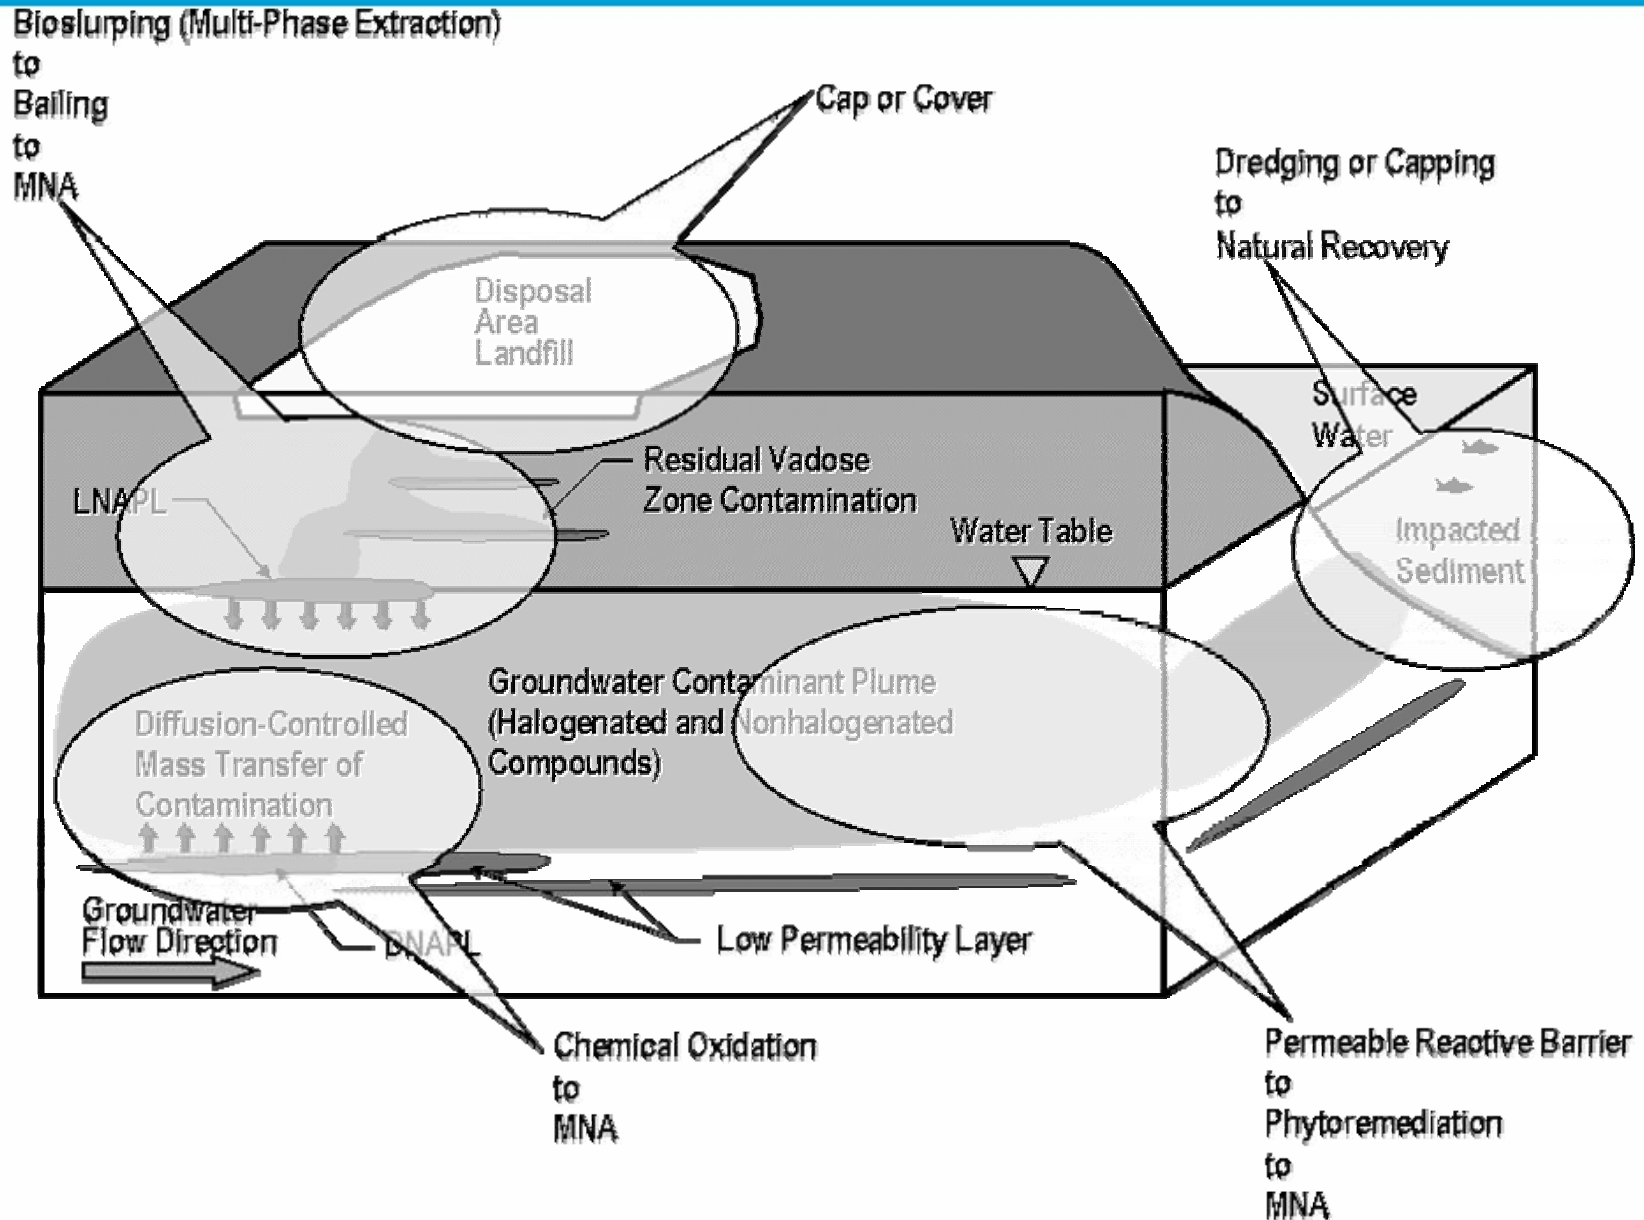 Bioslurping (Multi-Phase Extraction)
to
Bailing
to
MNA
Cap or Cover
Dredging or Capping
to
Natural Recovery
Disposal
Area
Landfill
Surface
Water
LNAPL
Residual Vadose
Zone Contamination
Water Table
Impacted
Sediment
Groundwater Contaminant Plume
(Halogenated and Nonhalogenated
Compounds)
Diffusion-Controlled
Mass Transfer of
Contamination
Groundwater
Flow Direction
DNAPL
Low Permeability Layer
Chemical Oxidation
to
MNA
Permeable Reactive Barrier
to
Phytoremediation
to
MNA